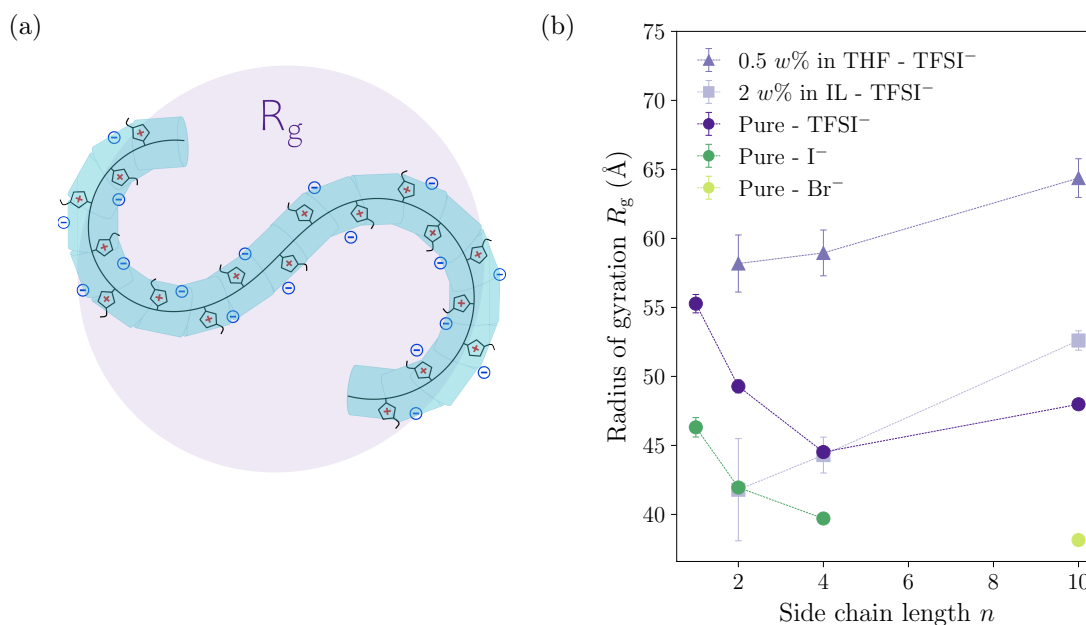 (a)
R_g
(b)
Radius of gyration R_g (Å)
75
70
65
60
55
50
45
40
0.5 w% in THF - TFSI⁻
2 w% in IL - TFSI⁻
Pure - TFSI⁻
Pure - I⁻
Pure - Br⁻
2 4 6 8 10
Side chain length n